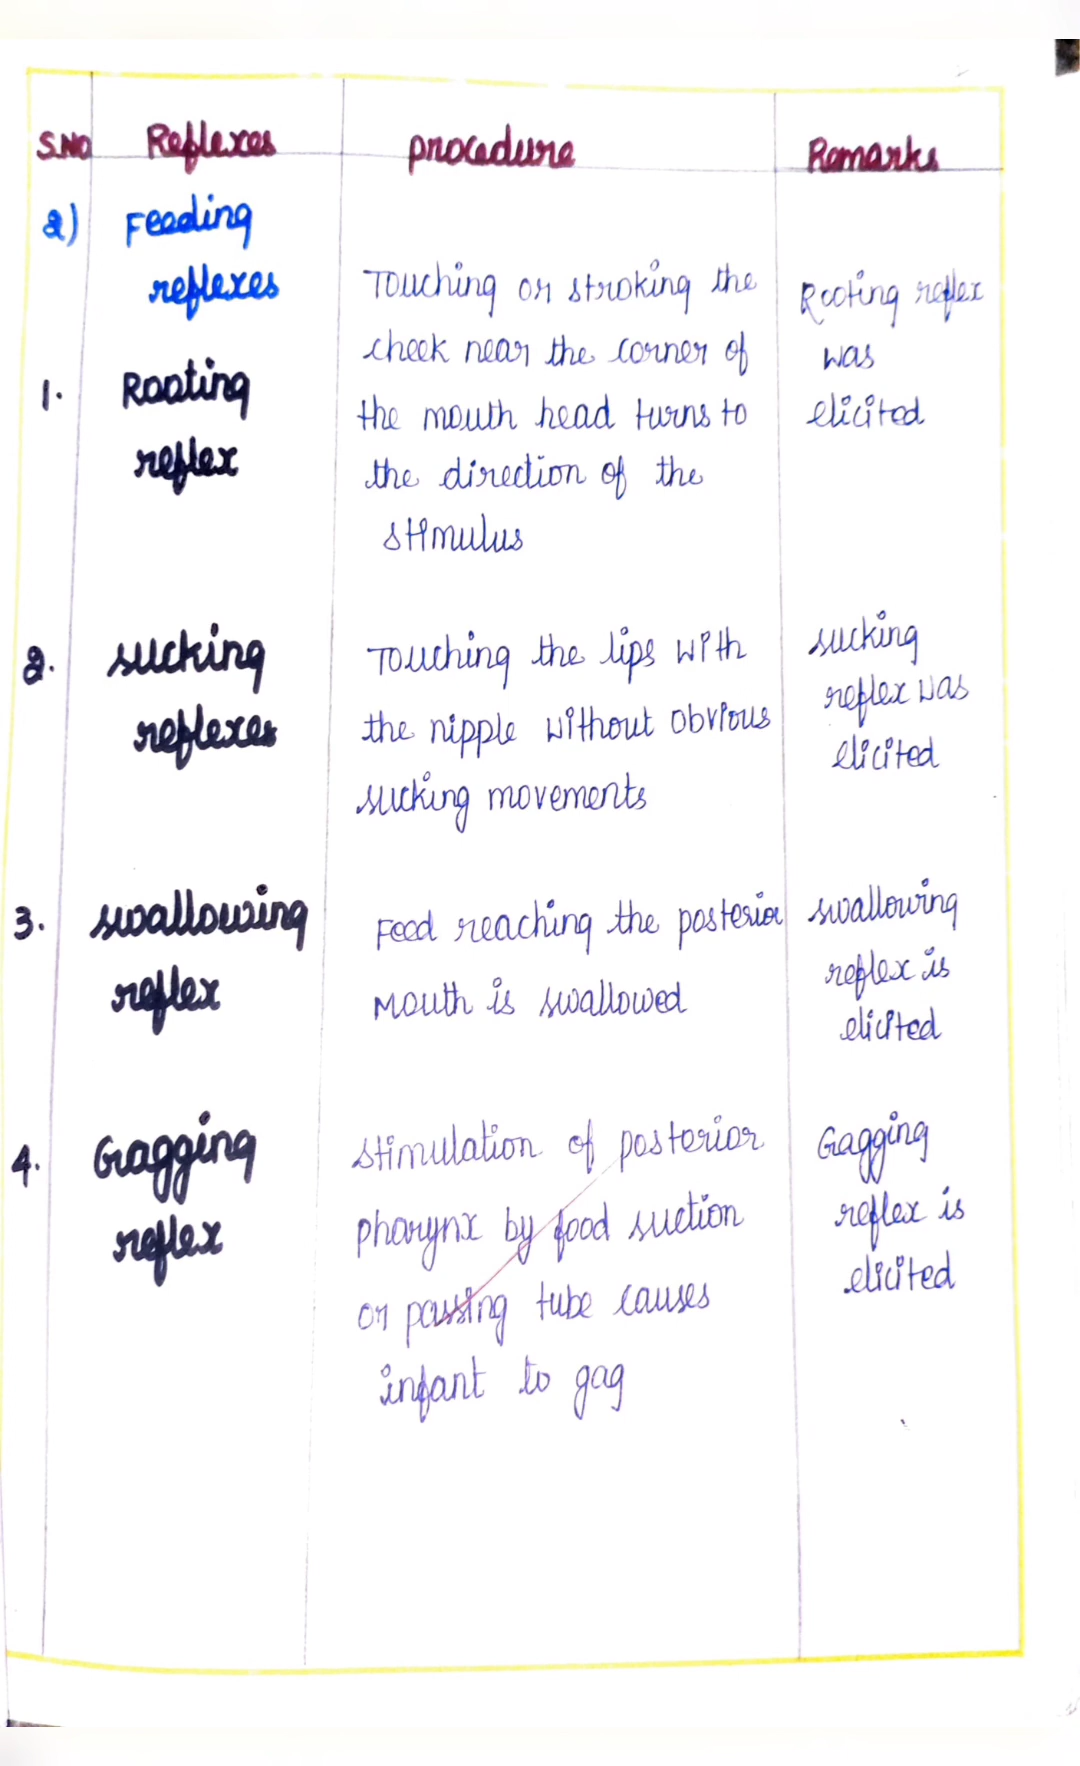 S.NO Reflexes procedure Remarks
2) Feeding
reflexes
1. Rooting
reflex
Touching or stroking the
cheek near the corner of
the mouth head turns to
the direction of the
stimulus
Rooting reflex
was
elicited
2. sucking
reflexes
Touching the lips with
the nipple without obvious
sucking movements
sucking
reflex was
elicited
3. swallowing
reflex
Food reaching the posterior
mouth is swallowed
swallowing
reflex is
elicited
4. Gagging
reflex
stimulation of posterior
pharynx by food suction
or passing tube causes
infant to gag
Gagging
reflex is
elicited